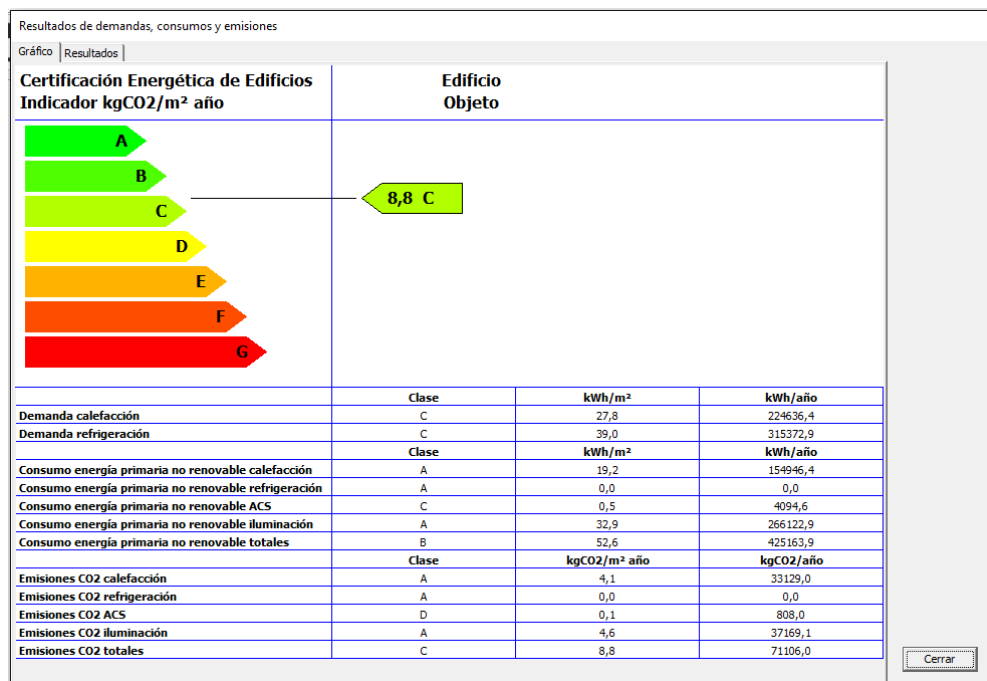 Resultados de demandas, consumos y emisiones
Gráfico Resultados
Certificación Energética de Edificios
Indicador kgCO2/m² año
Edificio
Objeto
A
B
C
8,8 C
D
E
F
G
Clase kWh/m² kWh/año
Demanda calefacción C 27,8 224636,4
Demanda refrigeración C 39,0 315372,9
Clase kWh/m² kWh/año
Consumo energía primaria no renovable calefacción A 19,2 154946,4
Consumo energía primaria no renovable refrigeración A 0,0 0,0
Consumo energía primaria no renovable ACS C 0,5 4094,6
Consumo energía primaria no renovable iluminación A 32,9 266122,9
Consumo energía primaria no renovable totales B 52,6 425163,9
Clase kgCO2/m² año kgCO2/año
Emisiones CO2 calefacción A 4,1 33129,0
Emisiones CO2 refrigeración A 0,0 0,0
Emisiones CO2 ACS D 0,1 808,0
Emisiones CO2 iluminación A 4,6 37169,1
Emisiones CO2 totales C 8,8 71106,0
Cerrar